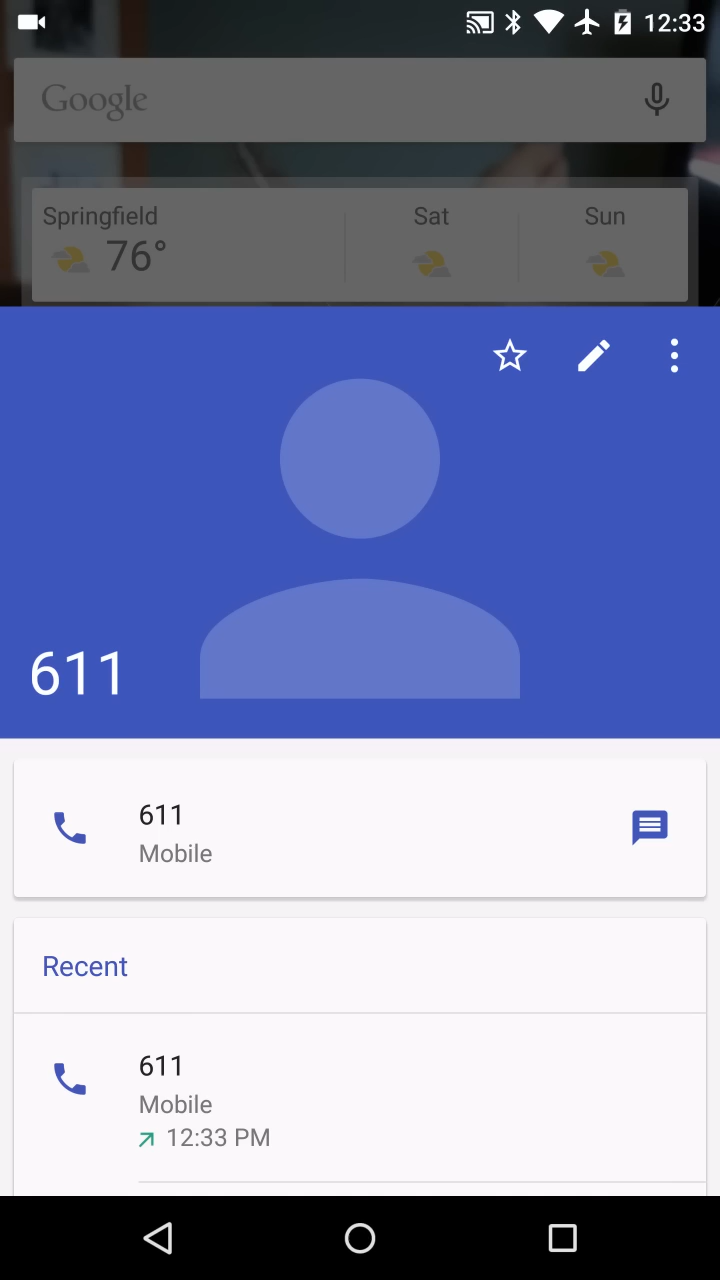 12:33
Google
Springfield
76°
Sat
Sun
611
611
Mobile
Recent
611
Mobile
12:33 PM